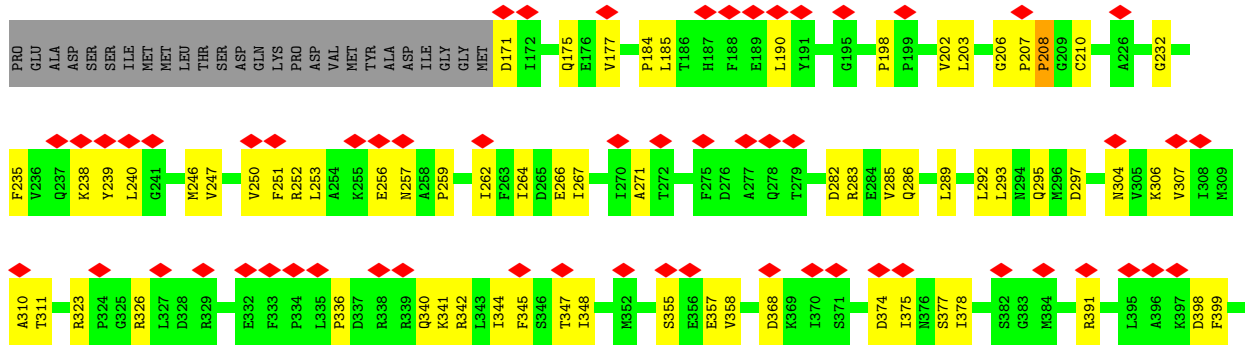 PRO GLU ALA ASP SER SER ILE MET MET LEU THR SER ASP GLN LYS PRO ASP VAL MET TYR ALA ASP ILE GLY GLY MET D171 I172 Q175 E176 V177 P184 L185 T186 H187 F188 E189 L190 Y191 G195 P198 P199 V202 L203 G206 P207 P208 G209 C210 A226 G232
F235 V236 Q237 K238 Y239 L240 G241 M246 V247 V250 F251 R252 L253 A254 K255 E256 N257 A258 P259 I262 F263 I264 D265 E266 I267 I270 A271 T272 F275 D276 A277 Q278 T279 D282 R283 E284 V285 Q286 L289 L292 L293 N294 Q295 M296 D297 N304 V305 K306 V307 I308 M309
A310 T311 R323 P324 G325 R326 L327 D328 R329 E332 F333 P334 L335 P336 D337 R338 R339 Q340 K341 R342 L343 I344 F345 S346 T347 I348 M352 S355 E356 E357 V358 D368 K369 I370 S371 D374 I375 N376 S377 I378 S382 G383 M384 R391 L395 A396 K397 D398 F399